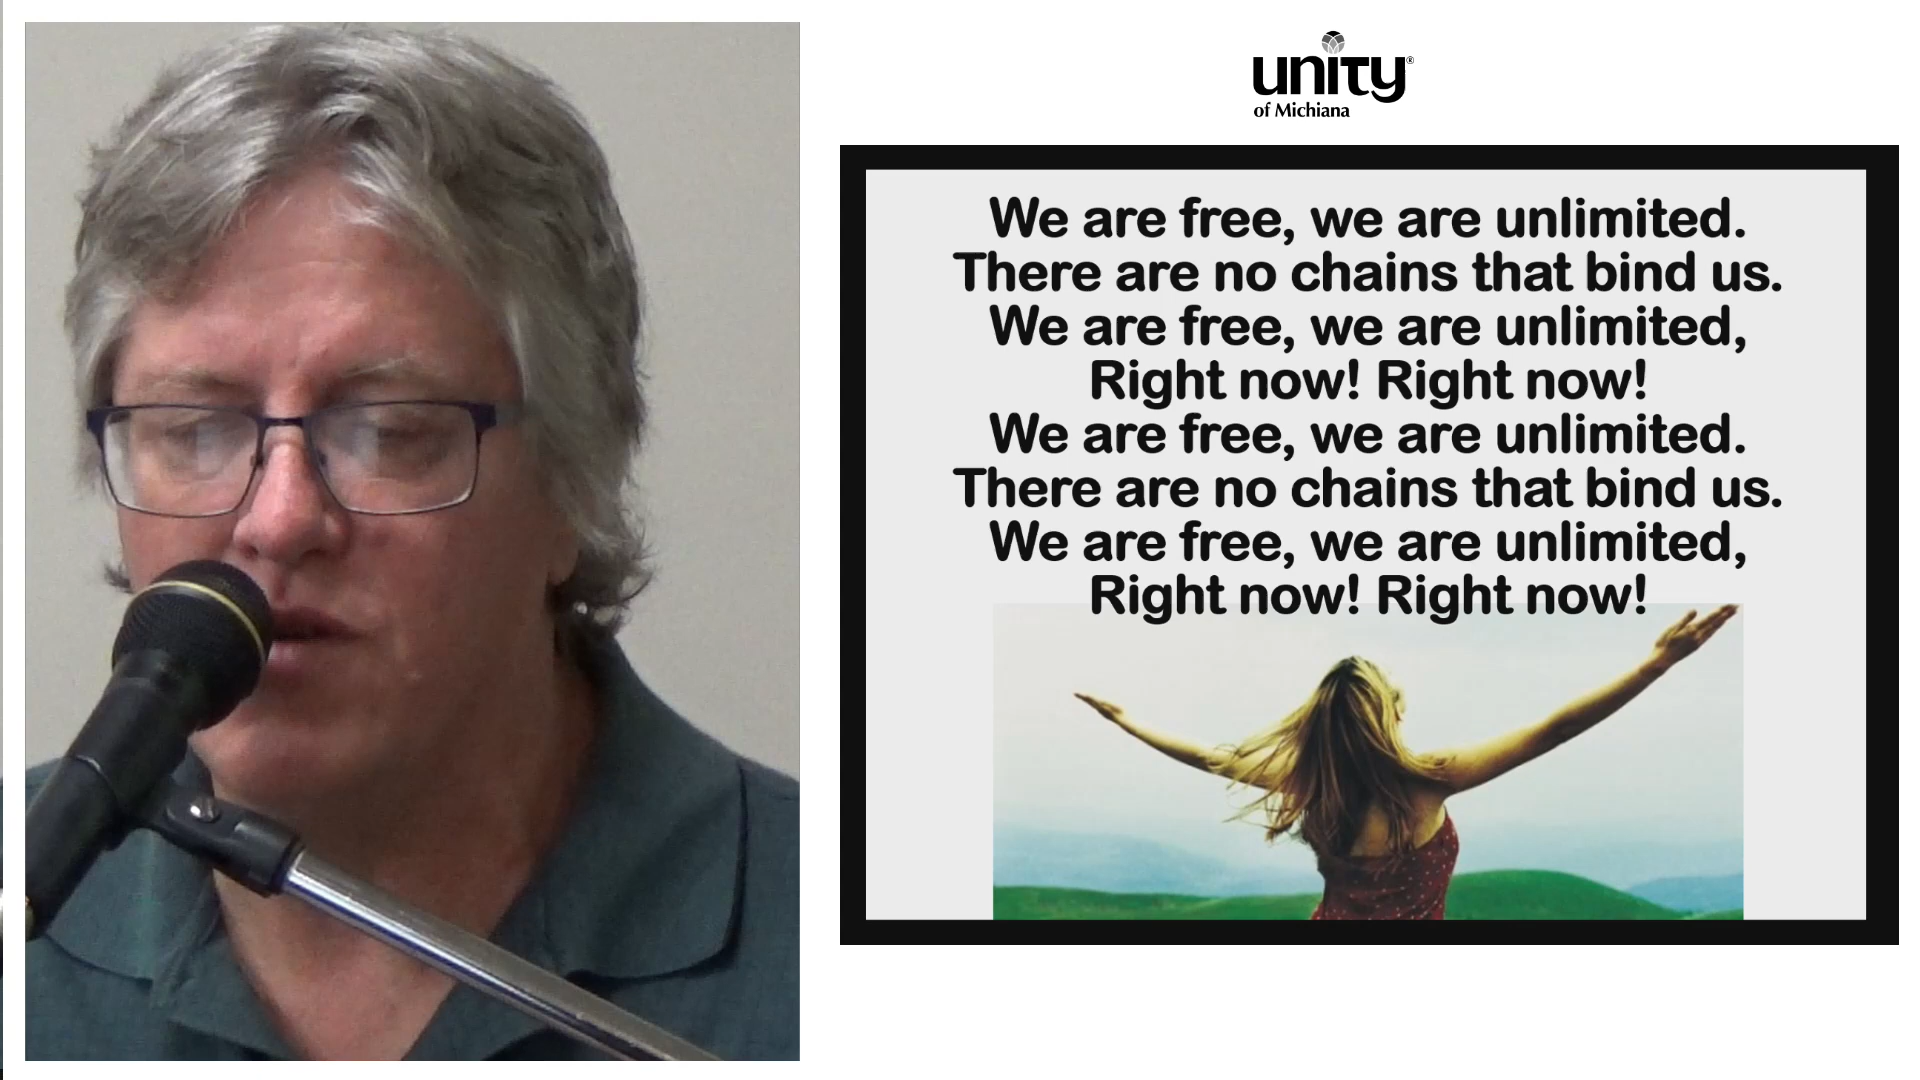 unity®
of Michiana
We are free, we are unlimited.
There are no chains that bind us.
We are free, we are unlimited,
Right now! Right now!
We are free, we are unlimited.
There are no chains that bind us.
We are free, we are unlimited,
Right now! Right now!